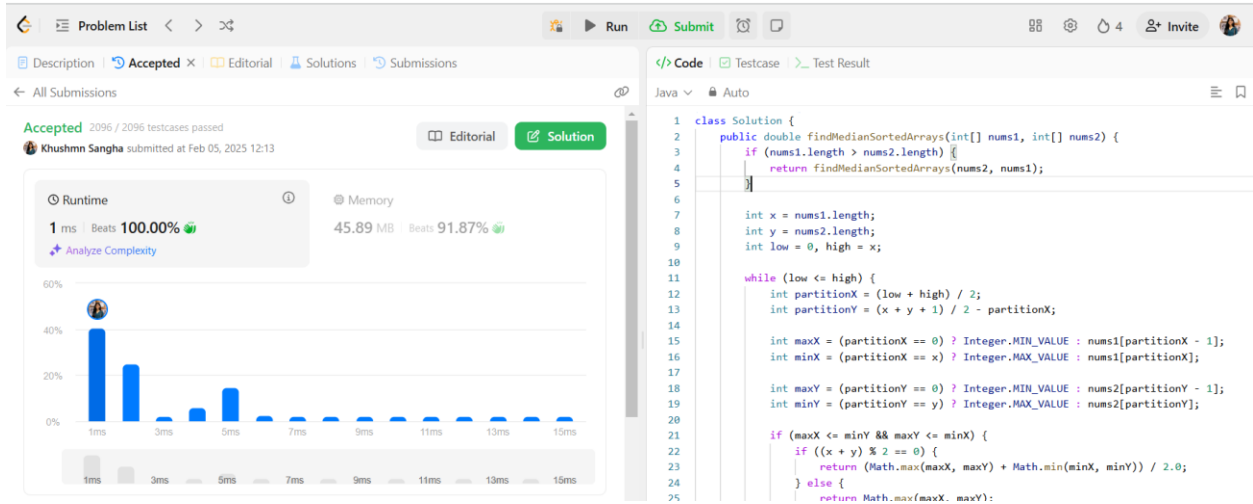 Problem List
Run
Submit
4
Invite
Description
Accepted
Editorial
Solutions
Submissions
All Submissions
Accepted 2096 / 2096 testcases passed
Khushmn Sangha submitted at Feb 05, 2025 12:13
Editorial
Solution
Runtime
1 ms Beats 100.00%
Analyze Complexity
Memory
45.89 MB Beats 91.87%
60%
40%
20%
0%
1ms 3ms 5ms 7ms 9ms 11ms 13ms 15ms
1ms 3ms 5ms 7ms 9ms 11ms 13ms 15ms
</> Code
Testcase
>_ Test Result
Java
Auto
1 class Solution {
2 public double findMedianSortedArrays(int[] nums1, int[] nums2) {
3 if (nums1.length > nums2.length) {
4 return findMedianSortedArrays(nums2, nums1);
5 }
6
7 int x = nums1.length;
8 int y = nums2.length;
9 int low = 0, high = x;
10
11 while (low <= high) {
12 int partitionX = (low + high) / 2;
13 int partitionY = (x + y + 1) / 2 - partitionX;
14
15 int maxX = (partitionX == 0) ? Integer.MIN_VALUE : nums1[partitionX - 1];
16 int minX = (partitionX == x) ? Integer.MAX_VALUE : nums1[partitionX];
17
18 int maxY = (partitionY == 0) ? Integer.MIN_VALUE : nums2[partitionY - 1];
19 int minY = (partitionY == y) ? Integer.MAX_VALUE : nums2[partitionY];
20
21 if (maxX <= minY && maxY <= minX) {
22 if ((x + y) % 2 == 0) {
23 return (Math.max(maxX, maxY) + Math.min(minX, minY)) / 2.0;
24 } else {
25 return Math.max(maxX, maxY);